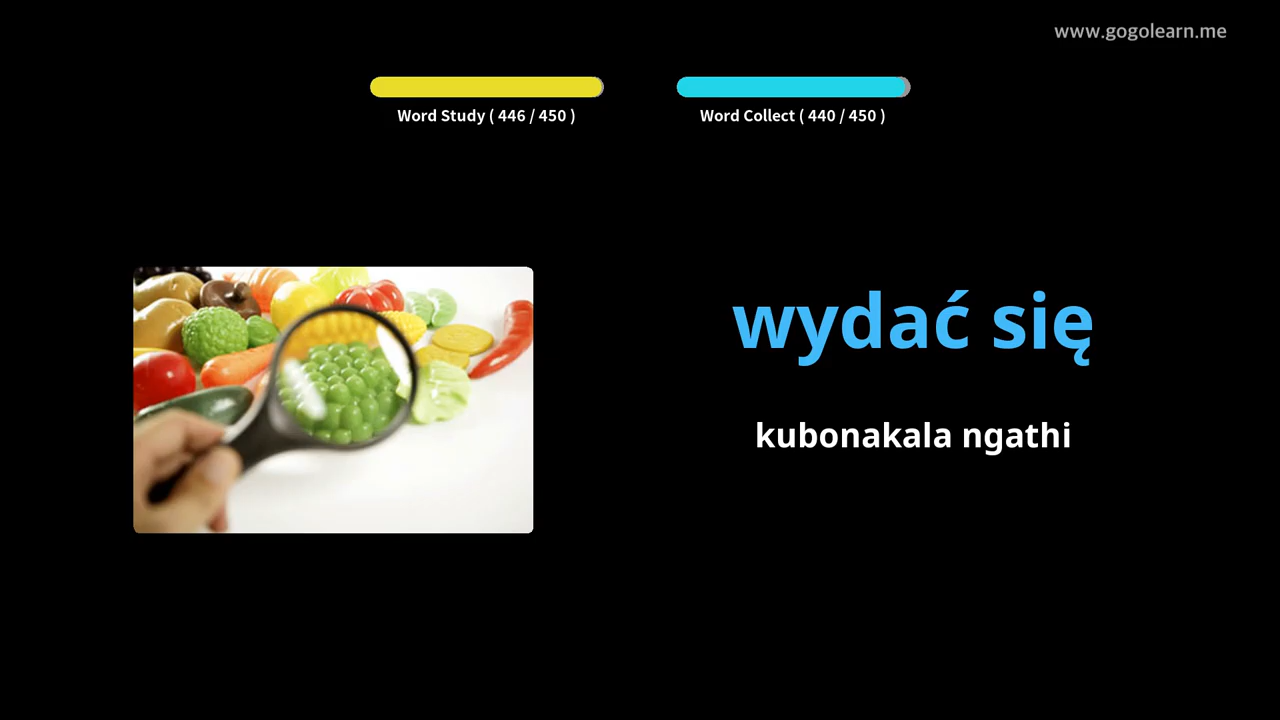 www.gogolearn.me
Word Study ( 446 / 450 )
Word Collect ( 440 / 450 )
wydać się
kubonakala ngathi